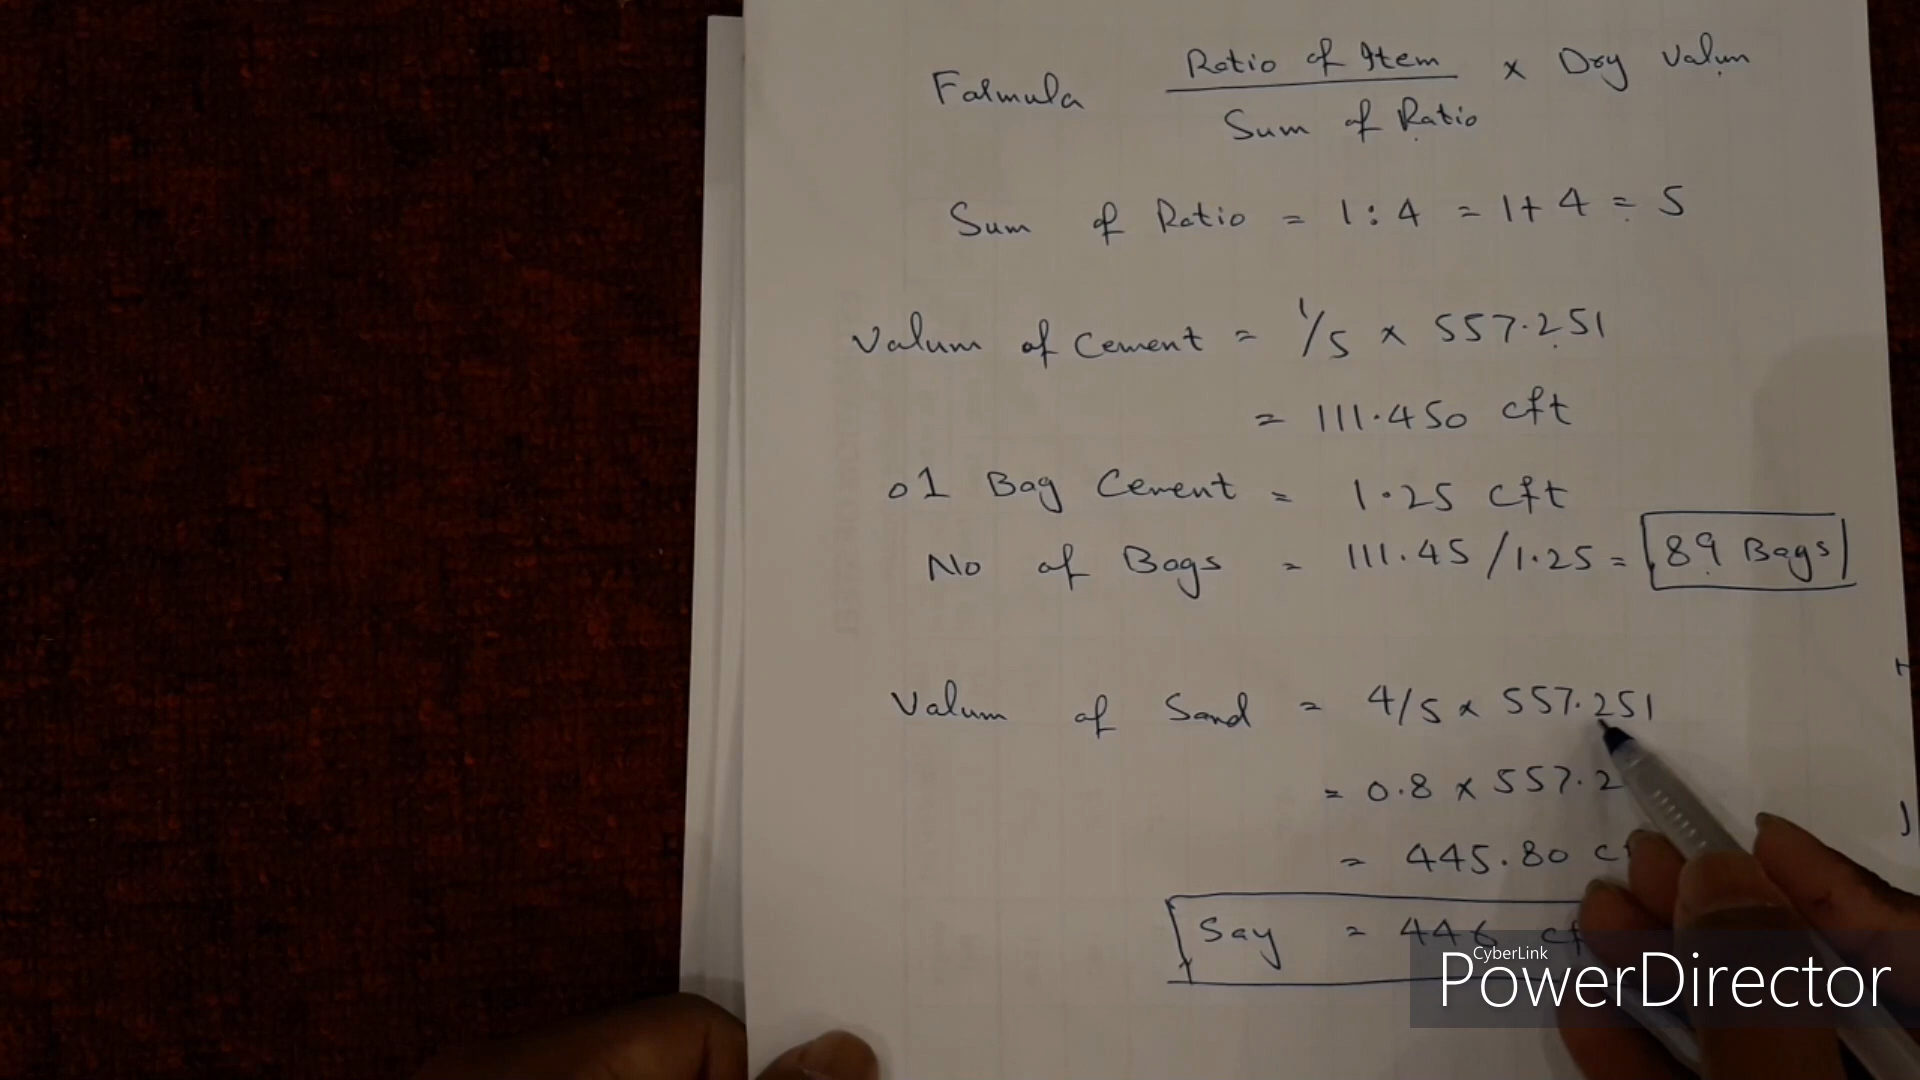 Falmula Ratio of Item / Sum of Ratio x Dry Valum
Sum of Ratio = 1:4 = 1+4 = 5
Valum of Cement = 1/5 x 557.251
= 111.450 cft
01 Bag Cement = 1.25 cft
No of Bags = 111.45/1.25 = 89 Bags
Valum of Sand = 4/5 x 557.251
= 0.8 x 557.2
= 445.80 c
Say = 446 cf
CyberLink
PowerDirector